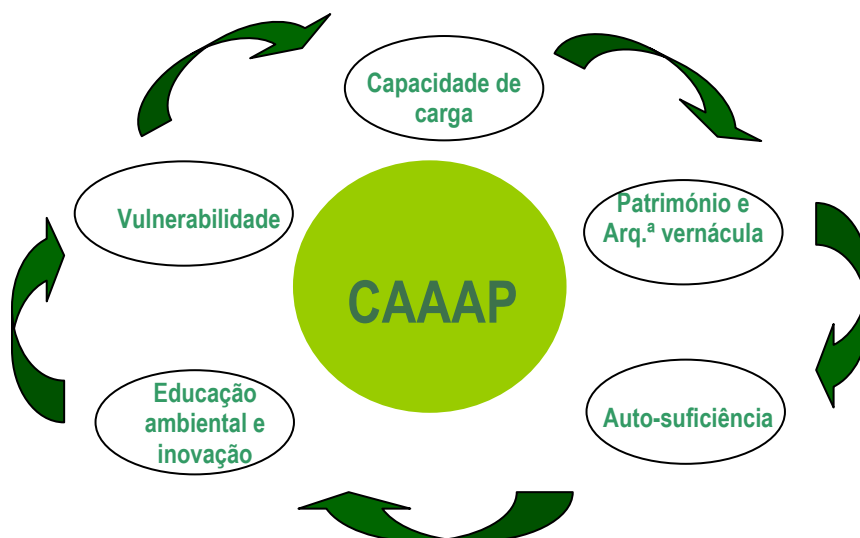 Capacidade de
carga
Património e
Arq.ª vernácula
Vulnerabilidade
CAAAP
Educação
ambiental e
inovação
Auto-suficiência